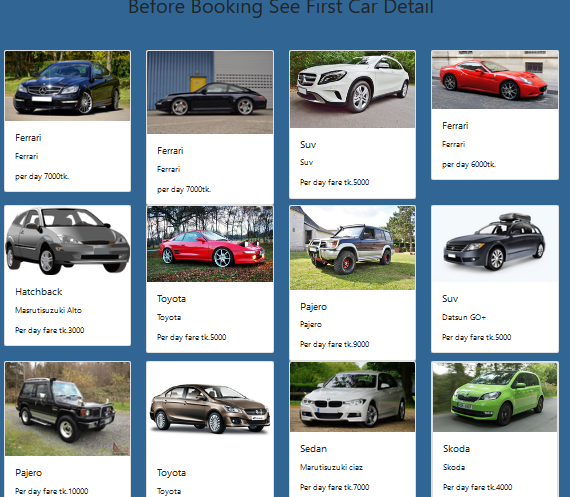 Before Booking See First Car Detail
Ferrari
Ferrari
per day 7000tk.
Ferrari
Ferrari
per day 7000tk.
Suv
Suv
Per day fare tk.5000
Ferrari
Ferrari
per day 6000tk.
Hatchback
Masrutisuzuki Alto
Per day fare tk.3000
Toyota
Toyota
Per day fare tk.5000
Pajero
Pajero
Per day fare tk.9000
Suv
Datsun GO+
Per day fare tk.5000
Pajero
Per day fare tk.10000
Toyota
Toyota
Sedan
Marutisuzuki ciaz
Per day fare tk.7000
Skoda
Skoda
Per day fare tk.4000